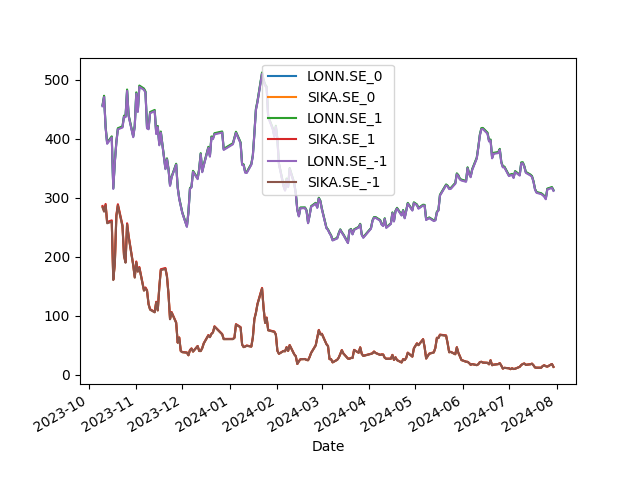 500
400
300
200
100
0
LONN.SE_0
SIKA.SE_0
LONN.SE_1
SIKA.SE_1
LONN.SE_-1
SIKA.SE_-1
2023-10
2023-11
2023-12
2024-01
2024-02
2024-03
2024-04
2024-05
2024-06
2024-07
2024-08
Date